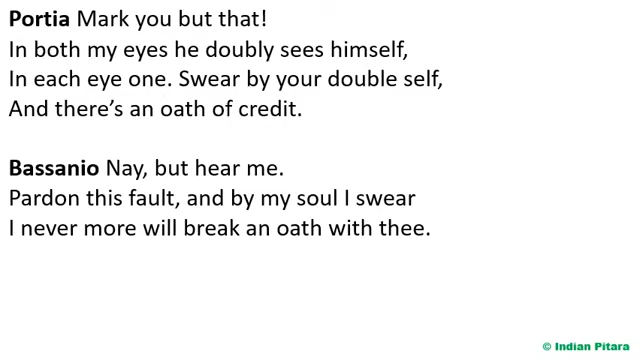 Portia Mark you but that!
In both my eyes he doubly sees himself,
In each eye one. Swear by your double self,
And there’s an oath of credit.
Bassanio Nay, but hear me.
Pardon this fault, and by my soul I swear
I never more will break an oath with thee.
© Indian Pitara